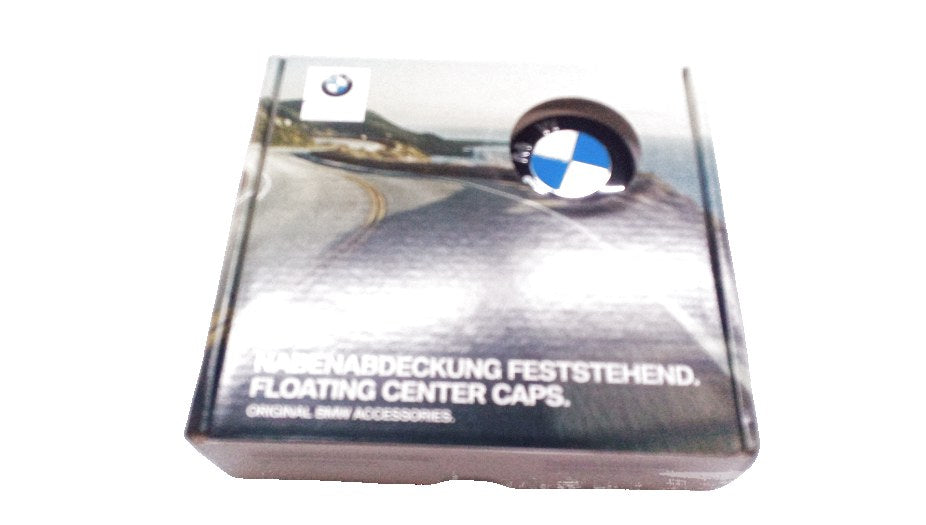 NABENABDECKUNG FESTSTEHEND.
FLOATING CENTER CAPS.
ORIGINAL BMW ACCESSORIES.